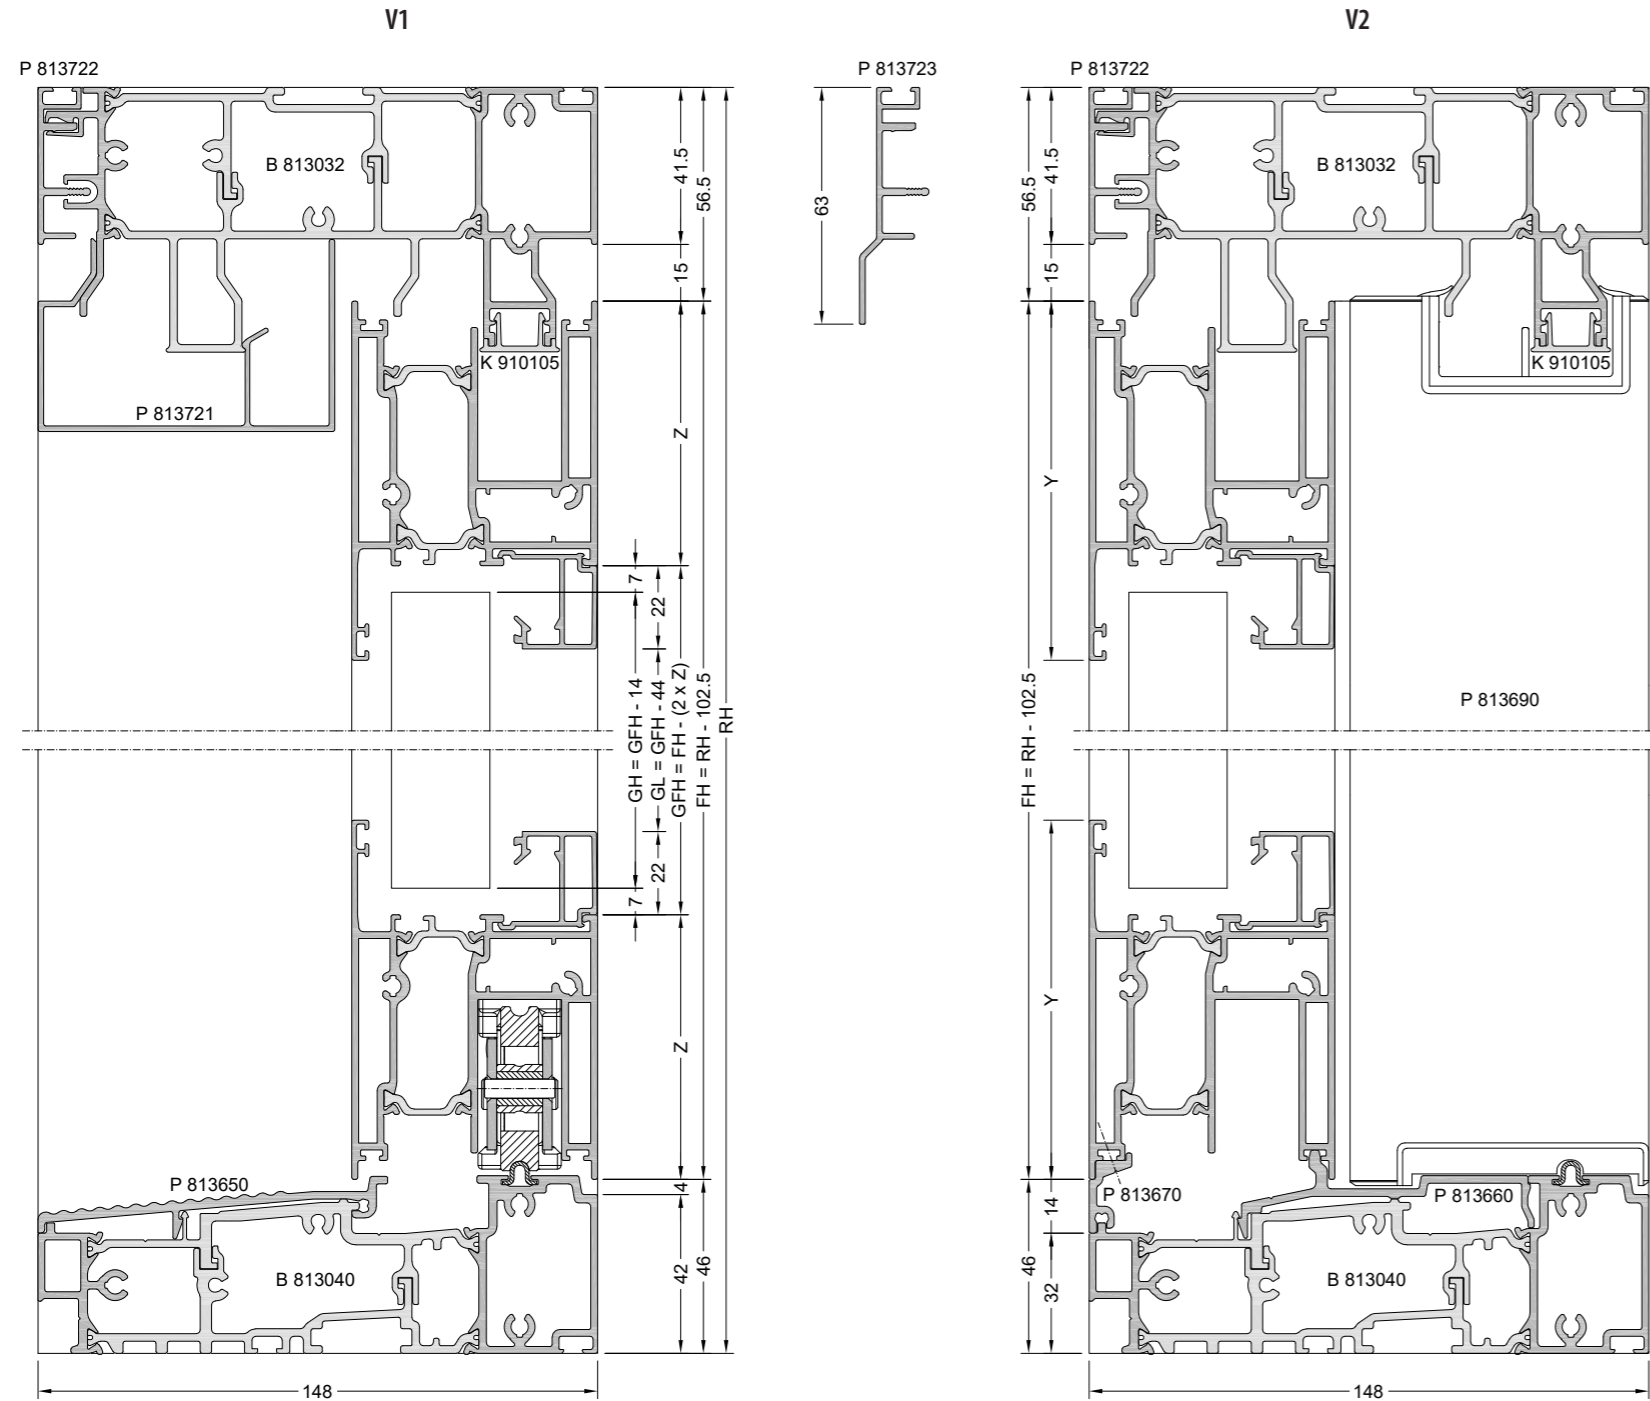 V1
V2
P 813722
P 813723
P 813722
B 813032
41.5
56.5
15
63
B 813032
56.5
41.5
15
K 910105
P 813721
Z
K 910105
Y
7
22
GH = GFH - 14
GL = GFH - 44
GFH = FH - (2 x Z)
FH = RH - 102.5
RH
FH = RH - 102.5
P 813690
22
7
Z
Y
P 813650
4
B 813040
42
46
P 813670
P 813660
14
46
32
B 813040
148
148